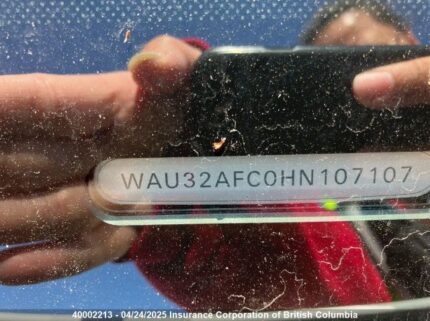 WAU32AFC0HN107107
40002213 - 04/24/2025 Insurance Corporation of British Columbia